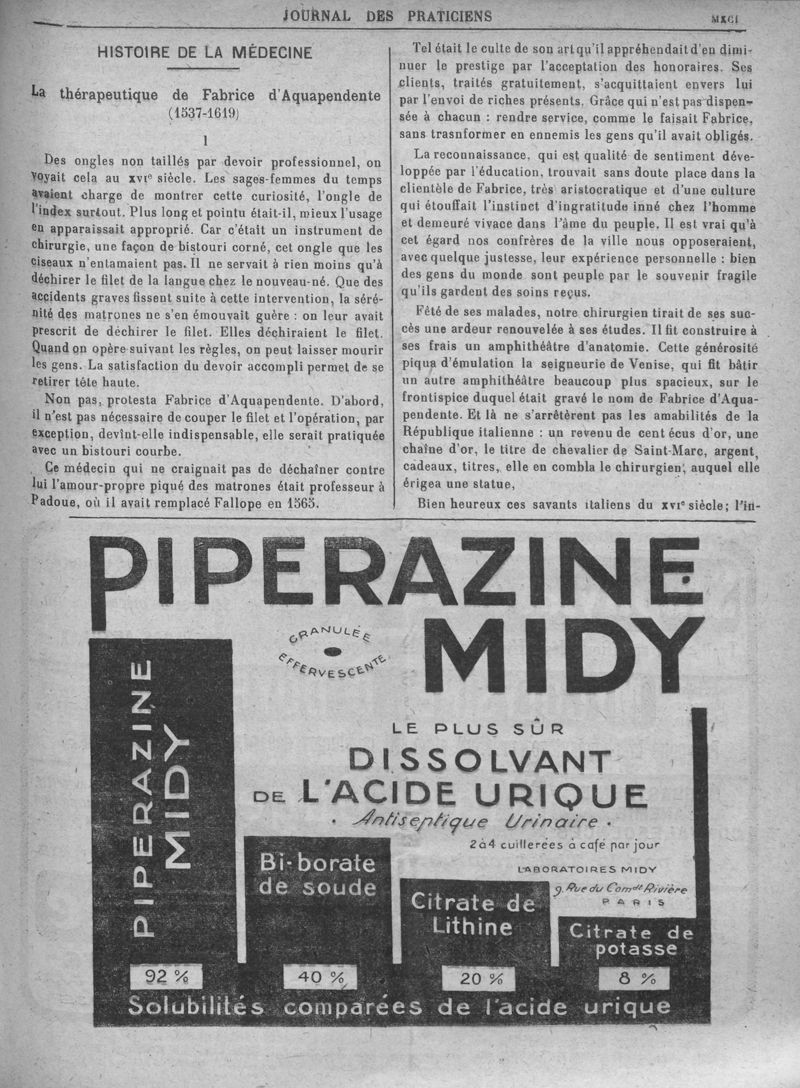 JOURNAL DES PRATICIENS
MXCI
HISTOIRE DE LA MÉDECINE
La thérapeutique de Fabrice d'Aquapendente
(1537-1619)
I
Des ongles non taillés par devoir professionnel, on
voyait cela au XVIe siècle. Les sages-femmes du temps
avaient charge de montrer cette curiosité, l'ongle de
l'index surtout. Plus long et pointu était-il, mieux l'usage
en apparaissait approprié. Car c'était un instrument de
chirurgie, une façon de bistouri corné, cet ongle que les
ciseaux n'entamaient pas. Il ne servait à rien moins qu'à
déchirer le filet de la langue chez le nouveau-né. Que des
accidents graves fissent suite à cette intervention, la séré-
nité des matrones ne s'en émouvait guère : on leur avait
prescrit de déchirer le filet. Elles déchiraient le filet.
Quand on opère suivant les règles, on peut laisser mourir
les gens. La satisfaction du devoir accompli permet de se
retirer tête haute.
Non pas, protesta Fabrice d'Aquapendente. D'abord,
il n'est pas nécessaire de couper le filet et l'opération, par
exception, devînt-elle indispensable, elle serait pratiquée
avec un bistouri courbe.
Ce médecin qui ne craignait pas de déchaîner contre
lui l'amour-propre piqué des matrones était professeur à
Padoue, où il avait remplacé Fallope en 1565.
Tel était le culte de son art qu'il appréhendait d'en dimi-
nuer le prestige par l'acceptation des honoraires. Ses
clients, traités gratuitement, s'acquittaient envers lui
par l'envoi de riches présents. Grâce qui n'est pas dispen-
sée à chacun : rendre service, comme le faisait Fabrice,
sans trasnformer en ennemis les gens qu'il avait obligés.
La reconnaissance, qui est qualité de sentiment déve-
loppée par l'éducation, trouvait sans doute place dans la
clientèle de Fabrice, très aristocratique et d'une culture
qui étouffait l'instinct d'ingratitude inné chez l'homme
et demeuré vivace dans l'âme du peuple. Il est vrai qu'à
cet égard nos confrères de la ville nous opposeraient,
avec quelque justesse, leur expérience personnelle : bien
des gens du monde sont peuple par le souvenir fragile
qu'ils gardent des soins reçus.
Fêté de ses malades, notre chirurgien tirait de ses suc-
cès une ardeur renouvelée à ses études. Il fit construire à
ses frais un amphithéâtre d'anatomie. Cette générosité
piqua d'émulation la seigneurie de Venise, qui fit bâtir
un autre amphithéâtre beaucoup plus spacieux, sur le
frontispice duquel était gravé le nom de Fabrice d'Aqua-
pendente. Et là ne s'arrêtèrent pas les amabilités de la
République italienne : un revenu de cent écus d'or, une
chaîne d'or, le titre de chevalier de Saint-Marc, argent,
cadeaux, titres, elle en combla le chirurgien, auquel elle
érigea une statue,
Bien heureux ces savants italiens du XVIe siècle; l'in-
PIPERAZINE
MIDY
GRANULÉE
EFFERVESCENTE
PIPERAZINE
MIDY
LE PLUS SÛR
DISSOLVANT
DE L'ACIDE URIQUE
• Antiseptique Urinaire •
2 à 4 cuillerées à café par jour
LABORATOIRES MIDY
9. Rue du Comdt Rivière
PARIS
Bi-borate
de soude
Citrate de
Lithine
Citrate de
potasse
92 %
40 %
20 %
8 %
Solubilités comparées de l'acide urique